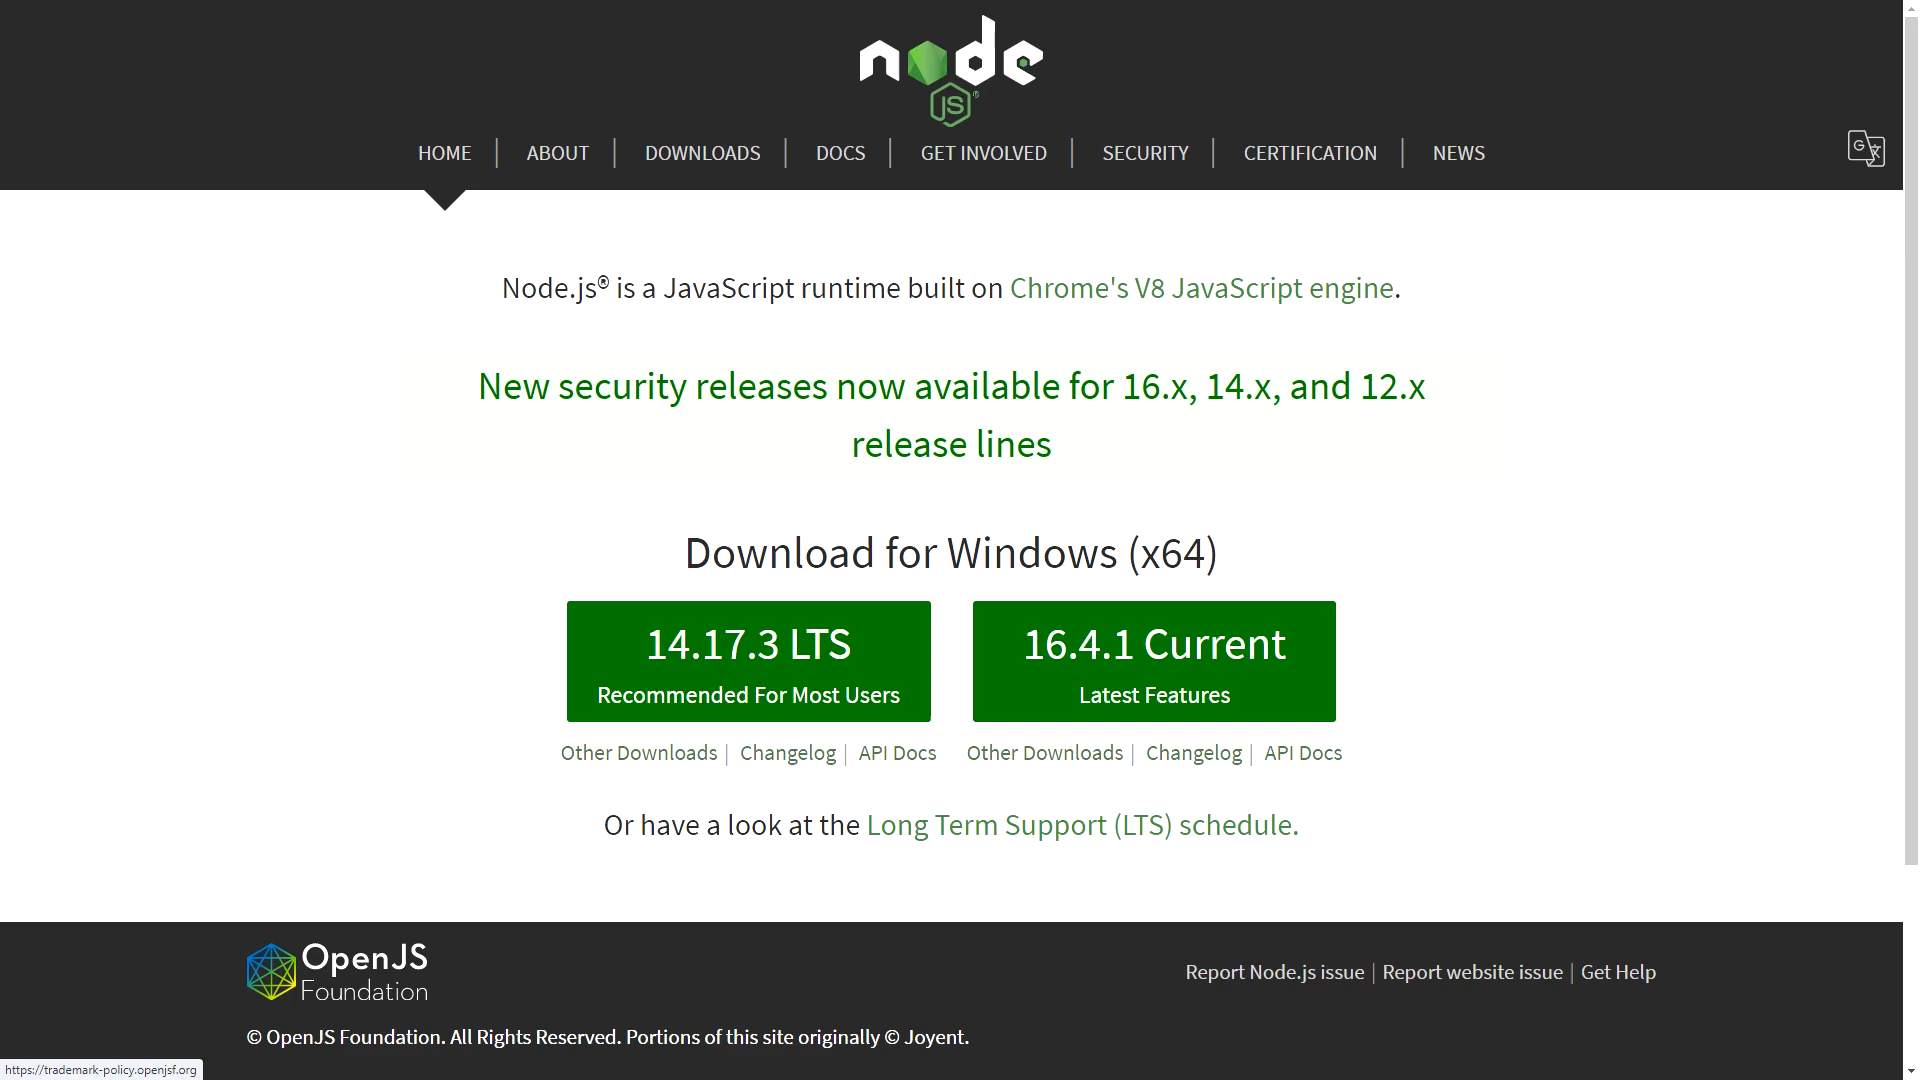 node
JS®
HOME | ABOUT | DOWNLOADS | DOCS | GET INVOLVED | SECURITY | CERTIFICATION | NEWS
G文
Node.js® is a JavaScript runtime built on Chrome's V8 JavaScript engine.
New security releases now available for 16.x, 14.x, and 12.x
release lines
Download for Windows (x64)
14.17.3 LTS
Recommended For Most Users
16.4.1 Current
Latest Features
Other Downloads | Changelog | API Docs
Other Downloads | Changelog | API Docs
Or have a look at the Long Term Support (LTS) schedule.
OpenJS
Foundation
Report Node.js issue | Report website issue | Get Help
© OpenJS Foundation. All Rights Reserved. Portions of this site originally © Joyent.
https://trademark-policy.openjsf.org